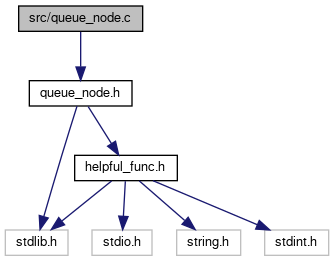 src/queue_node.c
queue_node.h
helpful_func.h
stdlib.h
stdio.h
string.h
stdint.h